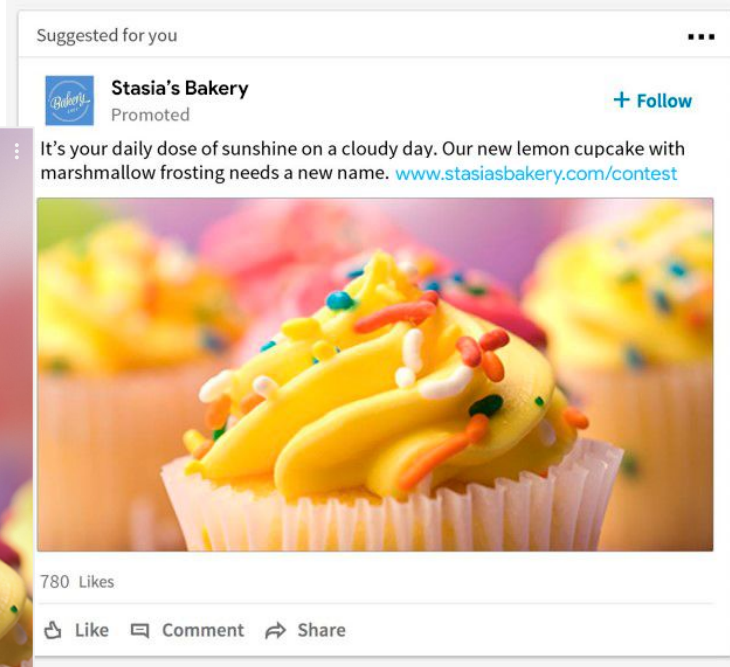 Suggested for you
Stasia's Bakery
Promoted
+ Follow
Bakery
It's your daily dose of sunshine on a cloudy day. Our new lemon cupcake with
marshmallow frosting needs a new name. www.stasiasbakery.com/contest
780 Likes
Like Comment Share